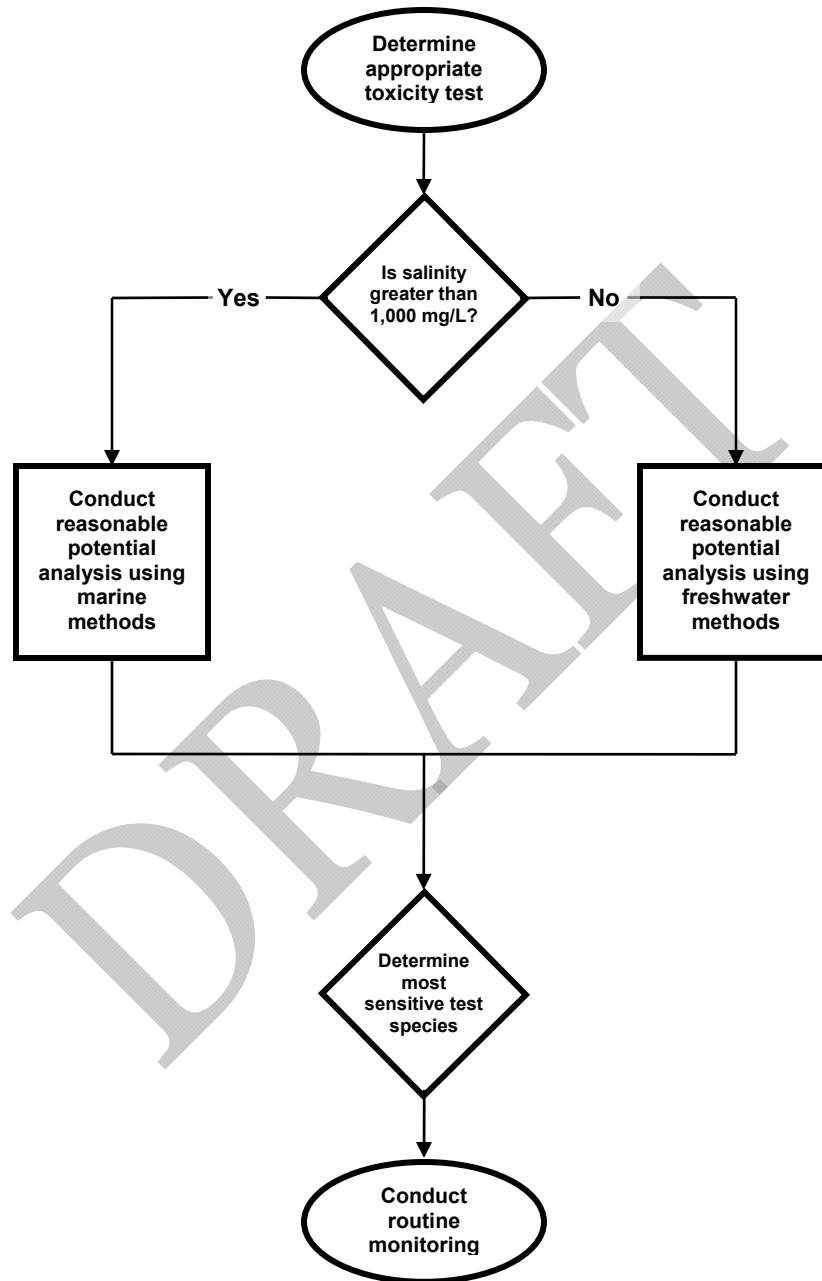 Determine
appropriate
toxicity test
Is salinity
greater than
1,000 mg/L?
Yes
No
Conduct
reasonable
potential
analysis using
marine
methods
Conduct
reasonable
potential
analysis using
freshwater
methods
DRAFT
Determine
most
sensitive test
species
Conduct
routine
monitoring